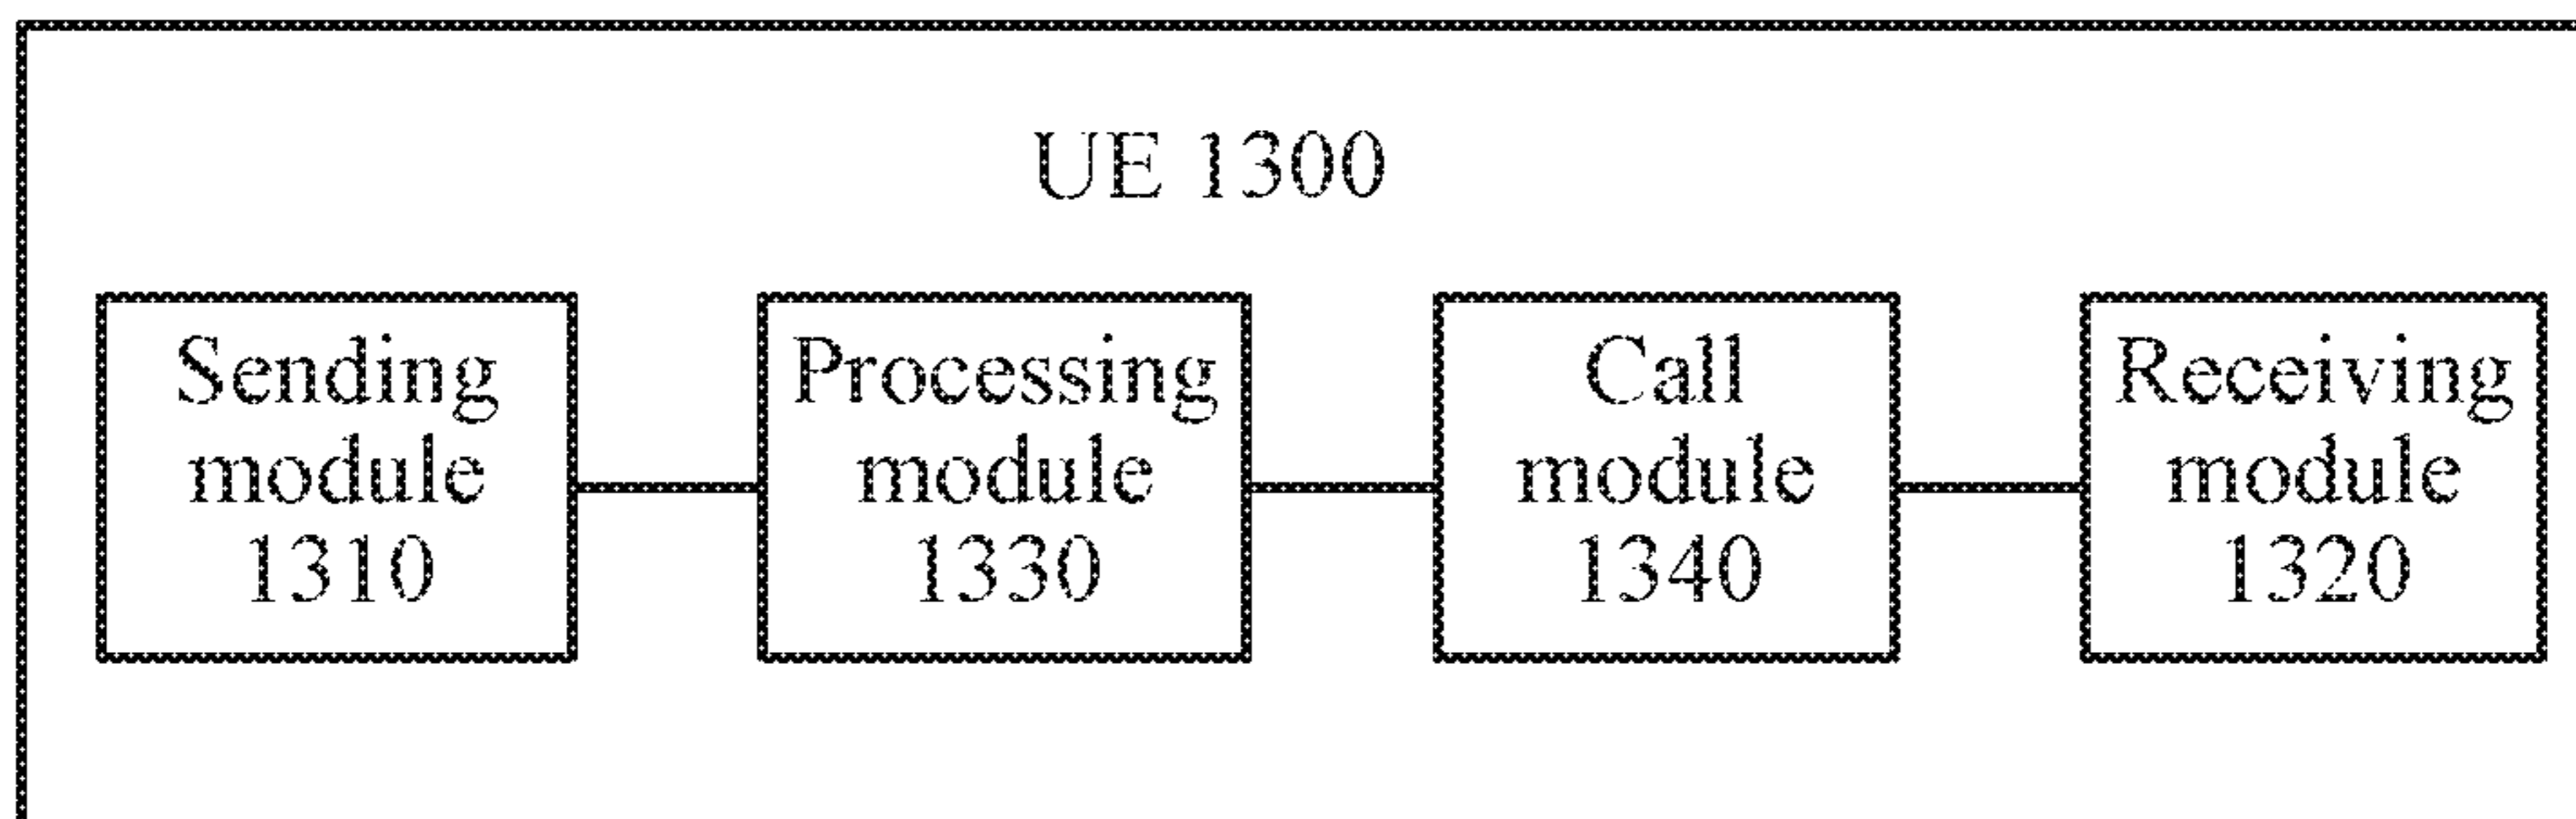 UE 1300
Sending
module
1310
Processing
module
1330
Call
module
1340
Receiving
module
1320